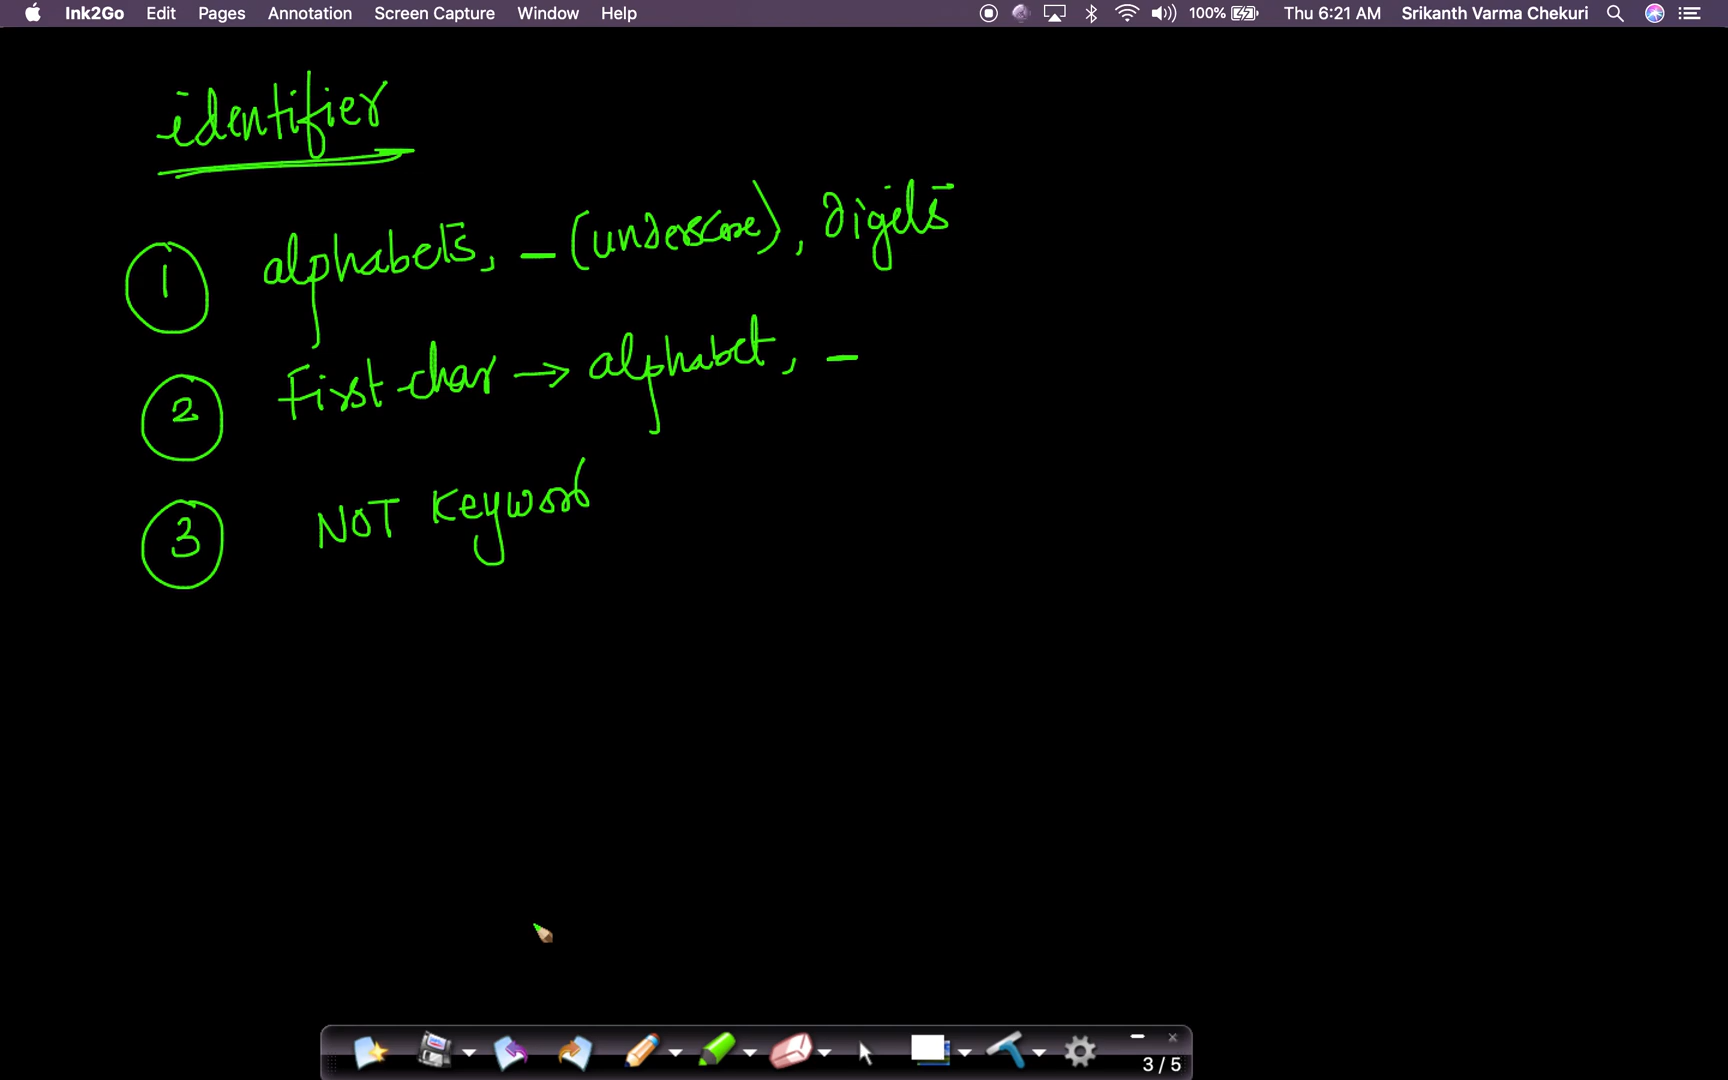 Ink2Go Edit Pages Annotation Screen Capture Window Help 100% Thu 6:21 AM Srikanth Varma Chekuri
identifier
1 alphabets, _ (underscore), digits
2 First char → alphabet, _
3 NOT Keyword
3 / 5